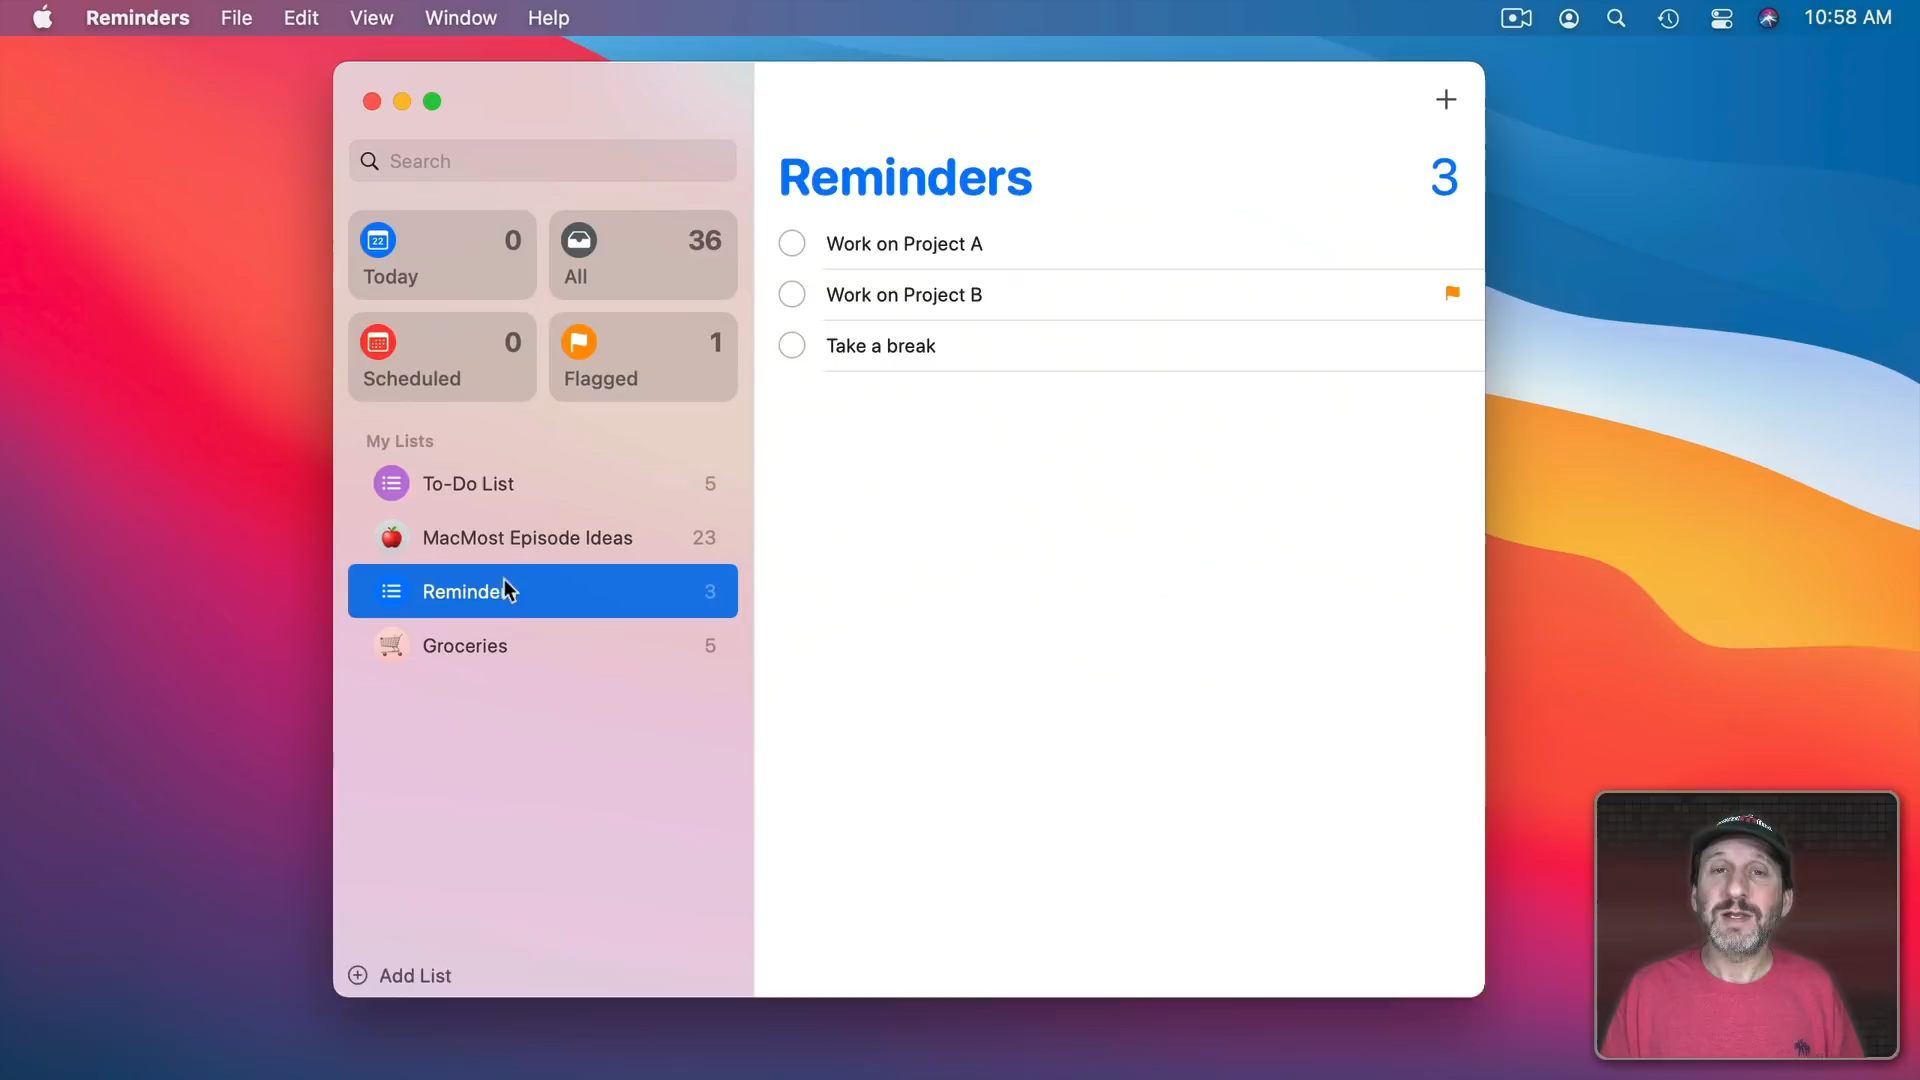 Reminders File Edit View Window Help 10:58 AM
Search
22 0
Today
36
All
0
Scheduled
1
Flagged
My Lists
To-Do List 5
MacMost Episode Ideas 23
Reminder 3
Groceries 5
Add List
Reminders 3
Work on Project A
Work on Project B
Take a break